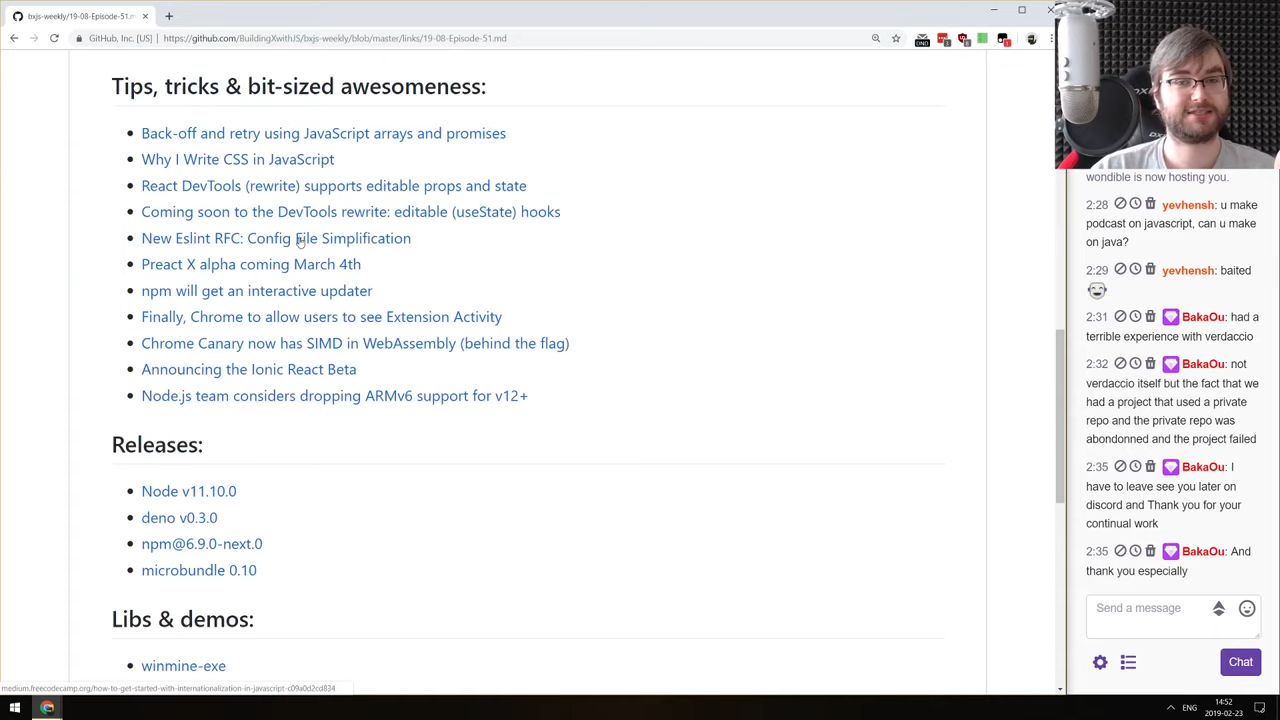 bxjs-weekly/19-08-Episode-51.m
GitHub, Inc. [US]
https://github.com/BuildingXwithJS/bxjs-weekly/blob/master/links/19-08-Episode-51.md
Tips, tricks & bit-sized awesomeness:
Back-off and retry using JavaScript arrays and promises
Why I Write CSS in JavaScript
React DevTools (rewrite) supports editable props and state
Coming soon to the DevTools rewrite: editable (useState) hooks
New Eslint RFC: Config File Simplification
Preact X alpha coming March 4th
npm will get an interactive updater
Finally, Chrome to allow users to see Extension Activity
Chrome Canary now has SIMD in WebAssembly (behind the flag)
Announcing the Ionic React Beta
Node.js team considers dropping ARMv6 support for v12+
Releases:
Node v11.10.0
deno v0.3.0
npm@6.9.0-next.0
microbundle 0.10
Libs & demos:
winmine-exe
medium.freecodecamp.org/how-to-get-started-with-internationalization-in-javascript-c09a0d2cd834
wondible is now hosting you.
2:28 yevhensh: u make
podcast on javascript, can u make
on java?
2:29 yevhensh: baited
2:31 BakaOu: had a
terrible experience with verdaccio
2:32 BakaOu: not
verdaccio itself but the fact that we
had a project that used a private
repo and the private repo was
abondonned and the project failed
2:35 BakaOu: I
have to leave see you later on
discord and Thank you for your
continual work
2:35 BakaOu: And
thank you especially
Send a message
Chat
ENG
14:52
2019-02-23